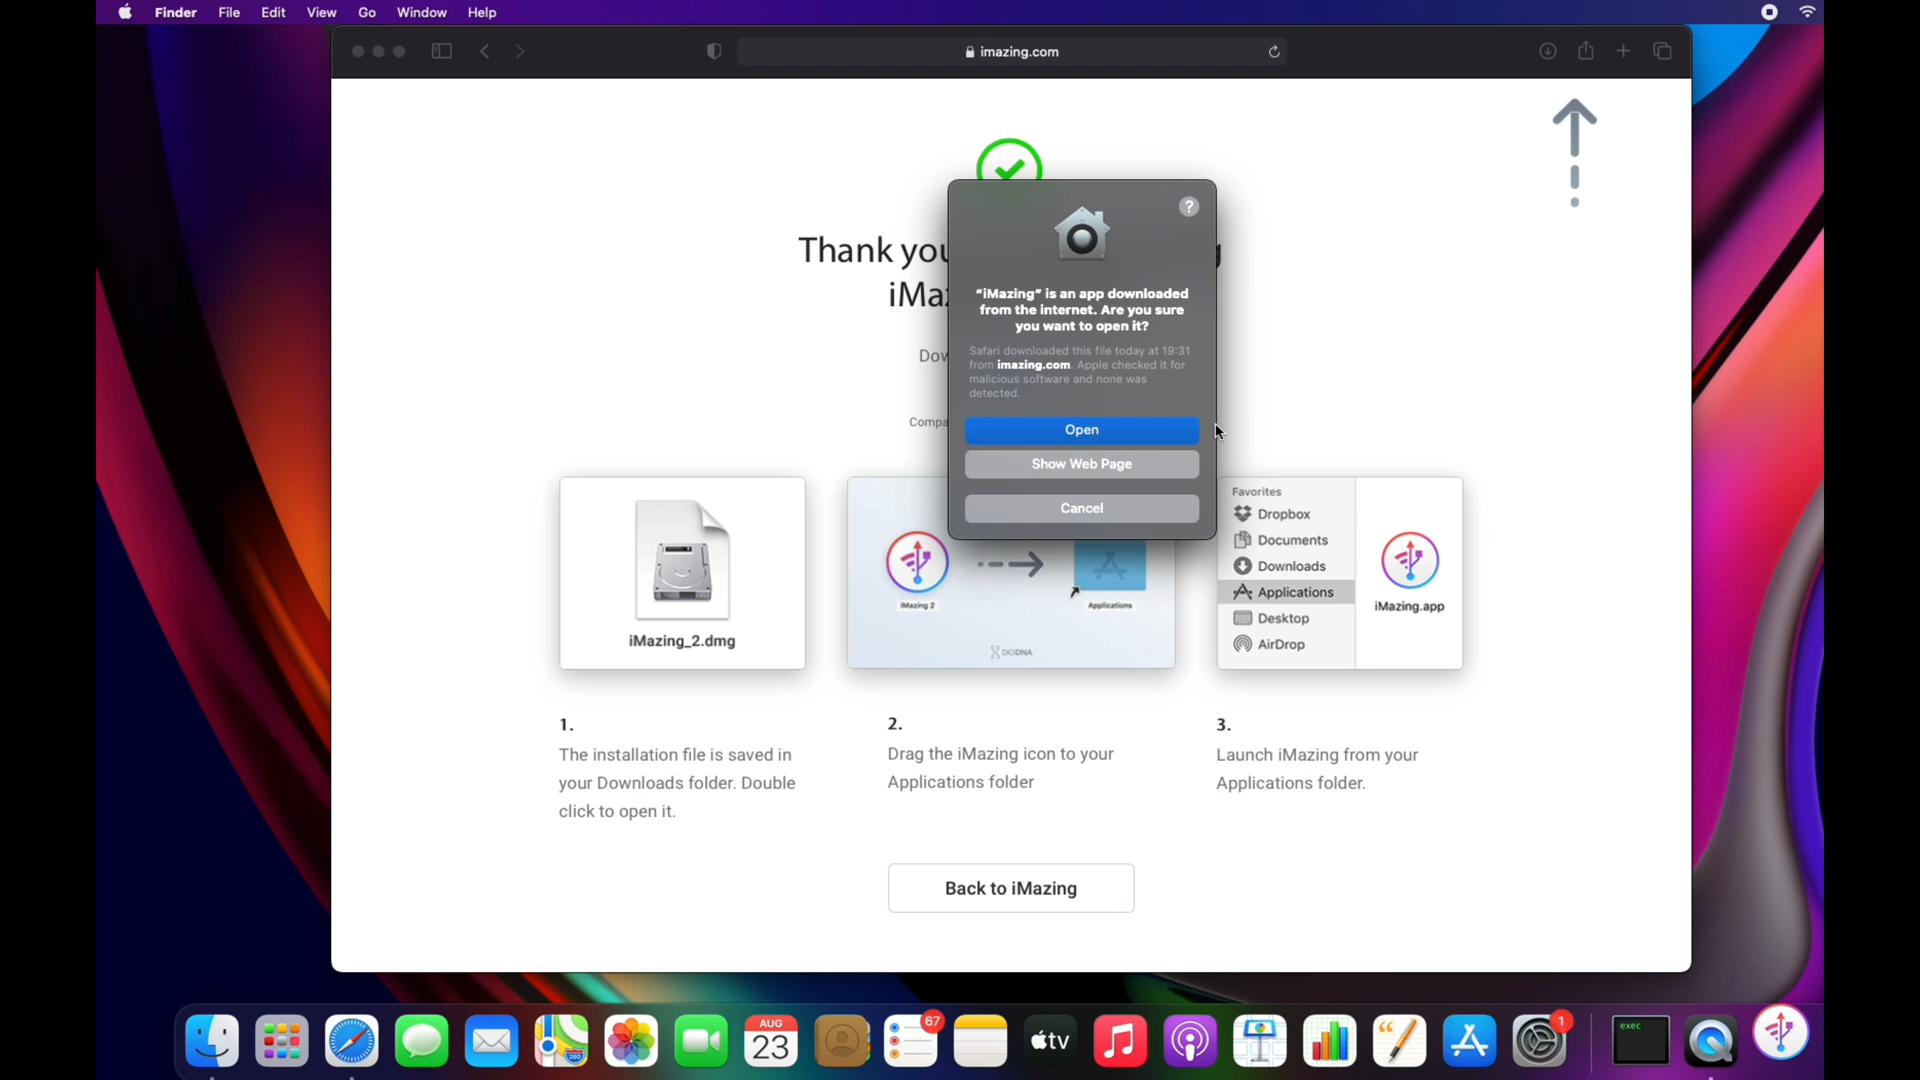 Finder File Edit View Go Window Help
imazing.com
Thank you
iMa
Dow
Compa
?
“iMazing” is an app downloaded
from the internet. Are you sure
you want to open it?
Safari downloaded this file today at 19:31
from imazing.com. Apple checked it for
malicious software and none was
detected.
Open
Show Web Page
Cancel
iMazing_2.dmg
iMazing 2
Applications
DIGIDNA
Favorites
Dropbox
Documents
Downloads
Applications
Desktop
AirDrop
iMazing.app
1.
The installation file is saved in
your Downloads folder. Double
click to open it.
2.
Drag the iMazing icon to your
Applications folder
3.
Launch iMazing from your
Applications folder.
Back to iMazing
AUG
23
280
67
tv
1
exec